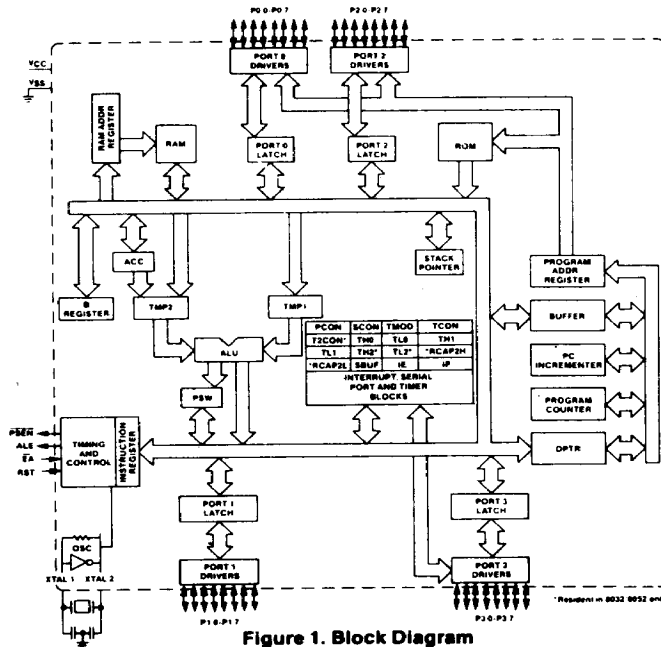 P0 0-P0 7
P2 0-P2 7
VCC
VSS
PORT 0
DRIVERS
PORT 2
DRIVERS
RAM ADDR
REGISTER
RAM
PORT 0
LATCH
PORT 2
LATCH
ROM
ACC
STACK
POINTER
PROGRAM
ADDR
REGISTER
B
REGISTER
TMP2
TMP1
BUFFER
ALU
PCON SCON TMOD TCON
T2CON* TH0 TL0 TH1
TL1 TH2* TL2* *RCAP2H
*RCAP2L SBUF IE IP
INTERRUPT, SERIAL
PORT AND TIMER
BLOCKS
PC
INCREMENTER
PSW
PROGRAM
COUNTER
PSEN
ALE
EA
RST
TIMING
AND
CONTROL
INSTRUCTION
REGISTER
DPTR
PORT 1
LATCH
PORT 3
LATCH
OSC
XTAL 1
XTAL 2
PORT 1
DRIVERS
PORT 3
DRIVERS
P1 0-P1 7
P3 0-P3 7
*Resident in 8032 8052 only
Figure 1. Block Diagram